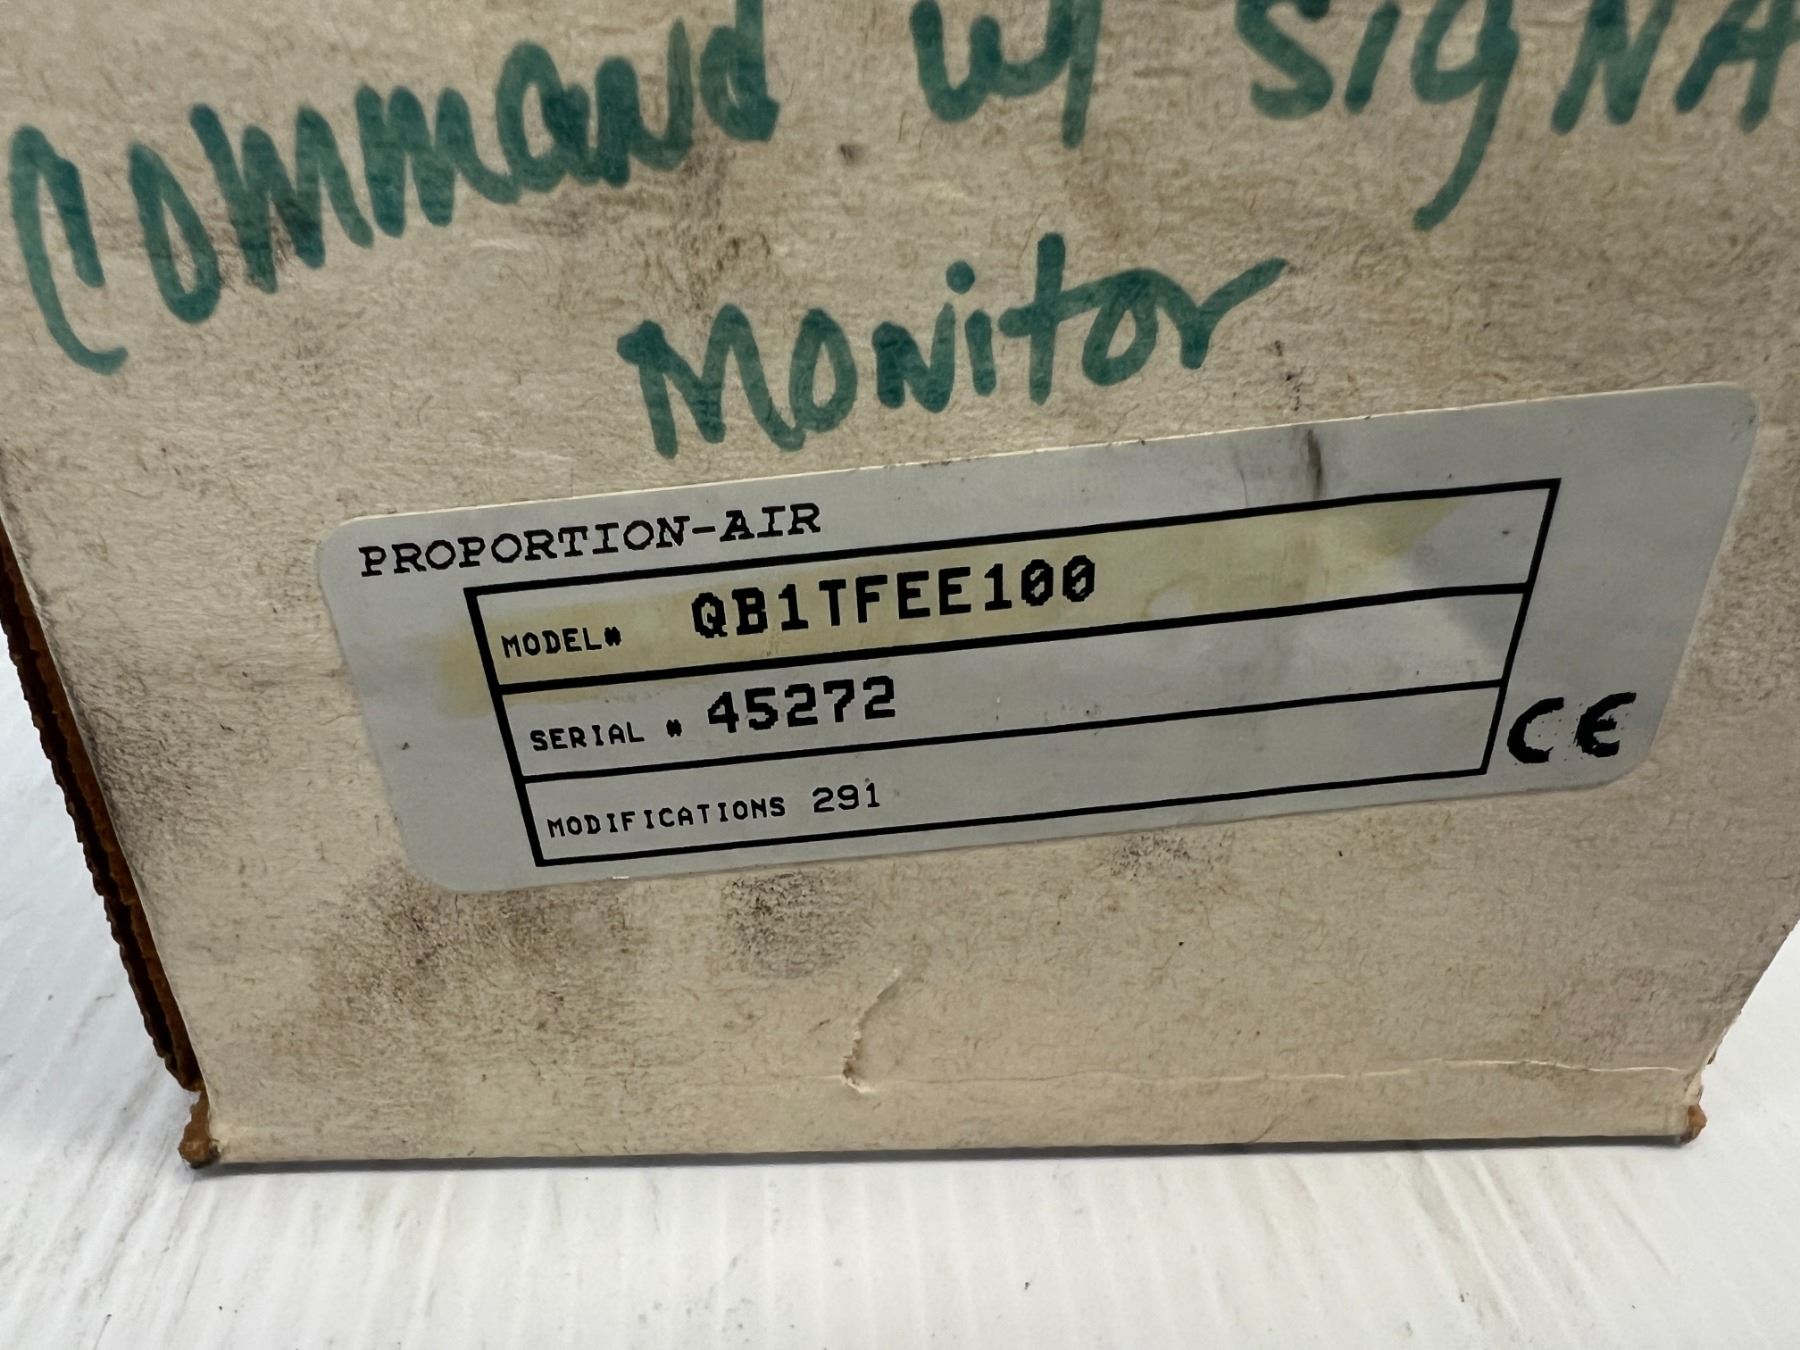 Command w/ SIGNA
MONitor
PROPORTION-AIR
MODEL# QB1TFEE100
SERIAL # 45272
MODIFICATIONS 291
CE